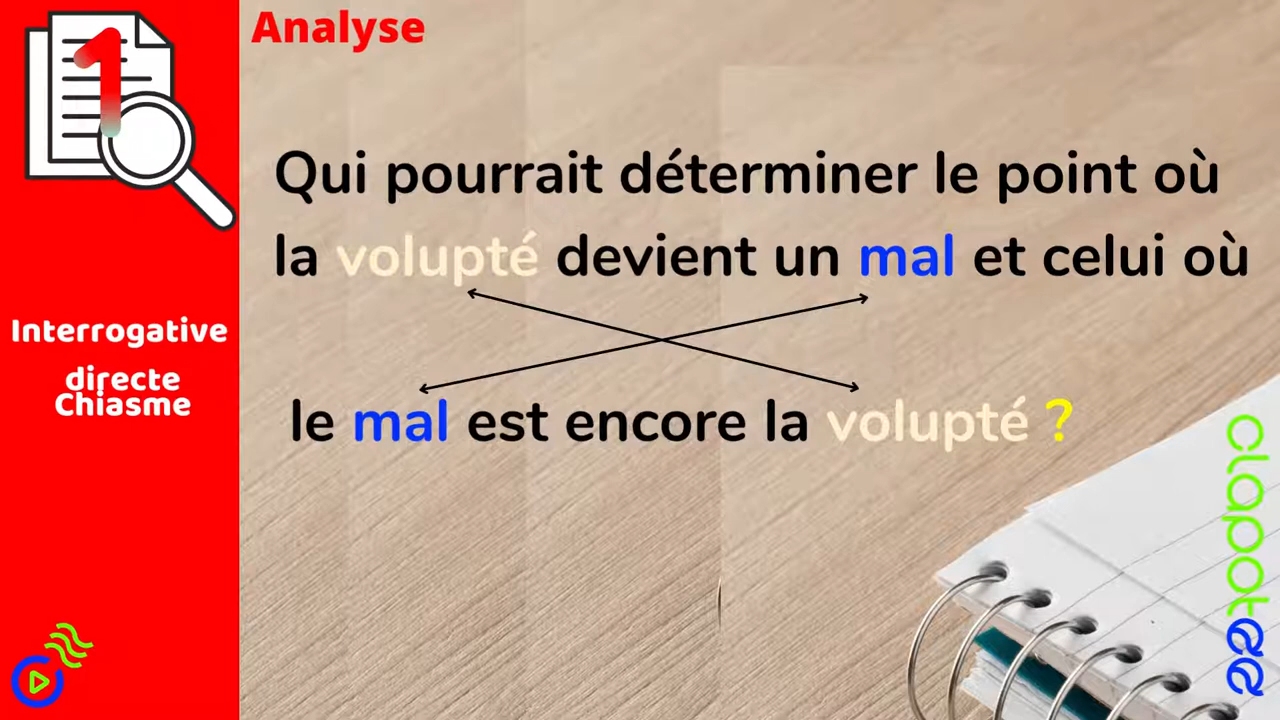 1
Analyse
Qui pourrait déterminer le point où
la volupté devient un mal et celui où
le mal est encore la volupté ?
Interrogative
directe
Chiasme
clapotee